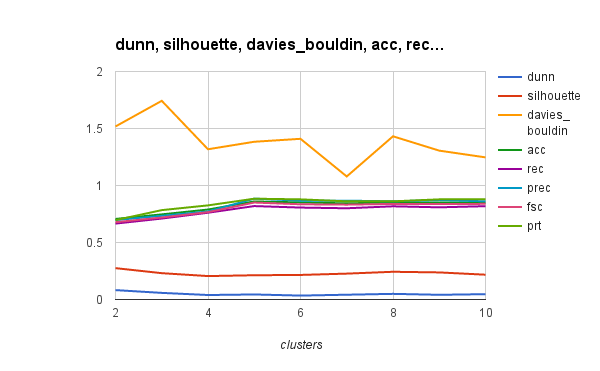 dunn, silhouette, davies_bouldin, acc, rec...
2
1.5
1
0.5
0
2
4
6
8
10
clusters
dunn
silhouette
davies_
bouldin
acc
rec
prec
fsc
prt